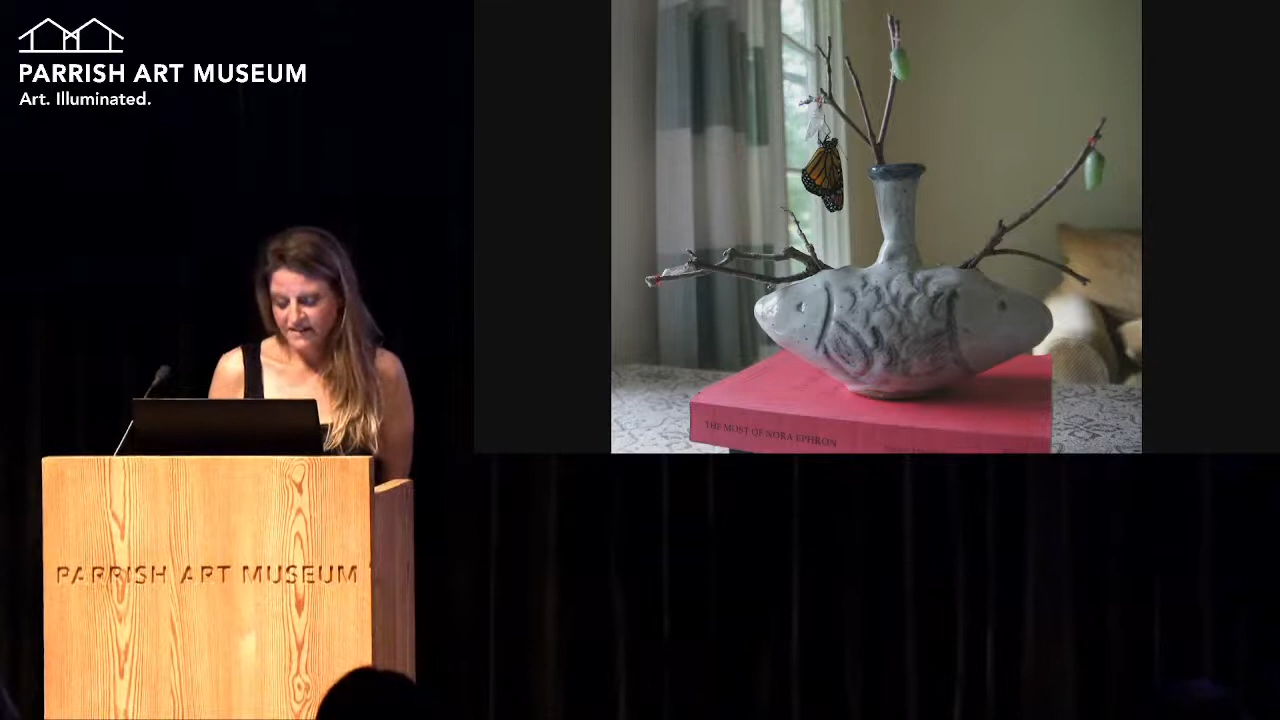 PARRISH ART MUSEUM
Art. Illuminated.
THE MOST OF NORA EPHRON
PARRISH ART MUSEUM